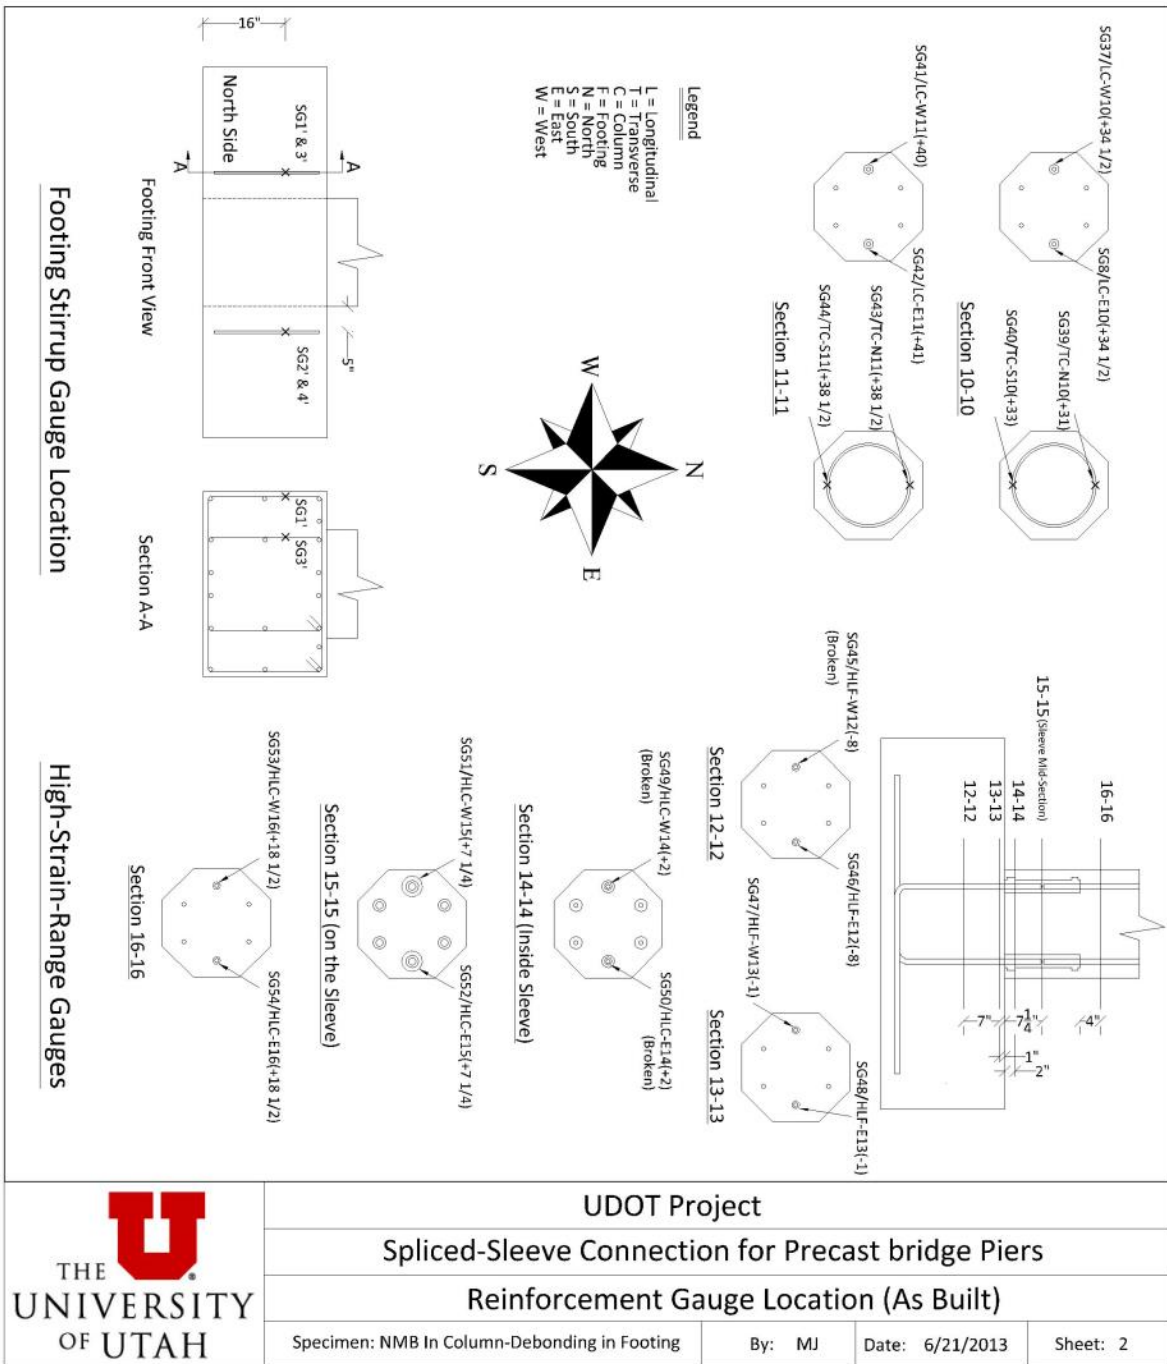 SG37/LC-W10(+34 1/2)
SG8/LC-E10(+34 1/2)
SG39/TC-N10(+31)
SG40/TC-S10(+33)
Section 10-10
SG41/LC-W11(+40)
SG42/LC-E11(+41)
SG43/TC-N11(+38 1/2)
SG44/TC-S11(+38 1/2)
Section 11-11
Legend
L = Longitudinal
T = Transverse
C = Column
F = Footing
N = North
S = South
E = East
W = West
N
W
E
S
16"
North Side
SG1' & 3'
A
A
SG2' & 4'
5"
Footing Front View
SG1'
SG3'
Section A-A
Footing Stirrup Gauge Location
16-16
15-15 (Sleeve Mid-Section)
14-14
13-13
12-12
4"
7 1/4"
7"
1"
2"
SG45/HLF-W12(-8)
(Broken)
SG46/HLF-E12(-8)
Section 12-12
SG47/HLF-W13(-1)
SG48/HLF-E13(-1)
Section 13-13
SG49/HLC-W14(+2)
(Broken)
SG50/HLC-E14(+2)
(Broken)
Section 14-14 (Inside Sleeve)
SG51/HLC-W15(+7 1/4)
SG52/HLC-E15(+7 1/4)
Section 15-15 (on the Sleeve)
SG53/HLC-W16(+18 1/2)
SG54/HLC-E16(+18 1/2)
Section 16-16
High-Strain-Range Gauges
U
®
THE
UNIVERSITY
OF UTAH
UDOT Project
Spliced-Sleeve Connection for Precast bridge Piers
Reinforcement Gauge Location (As Built)
Specimen: NMB In Column-Debonding in Footing
By: MJ
Date: 6/21/2013
Sheet: 2